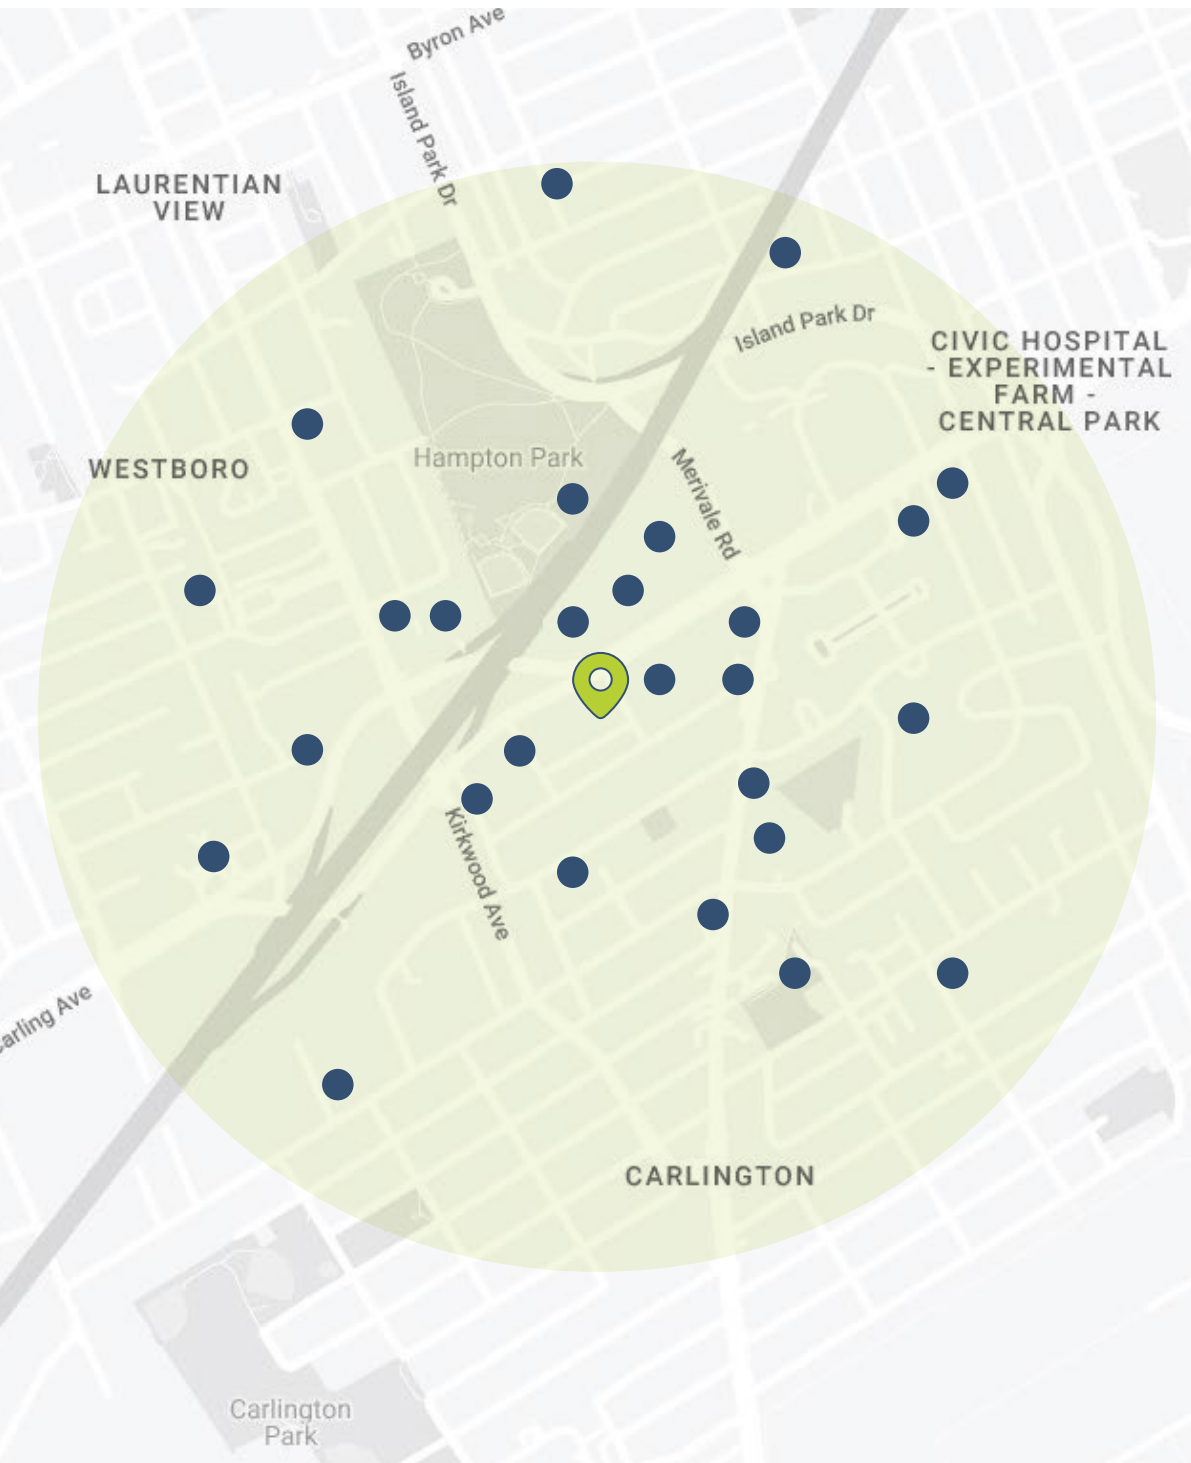 Byron Ave
Island Park Dr
LAURENTIAN
VIEW
Island Park Dr
CIVIC HOSPITAL
- EXPERIMENTAL
FARM -
CENTRAL PARK
WESTBORO
Hampton Park
Merivale Rd
Kirkwood Ave
arling Ave
CARLINGTON
Carlington
Park